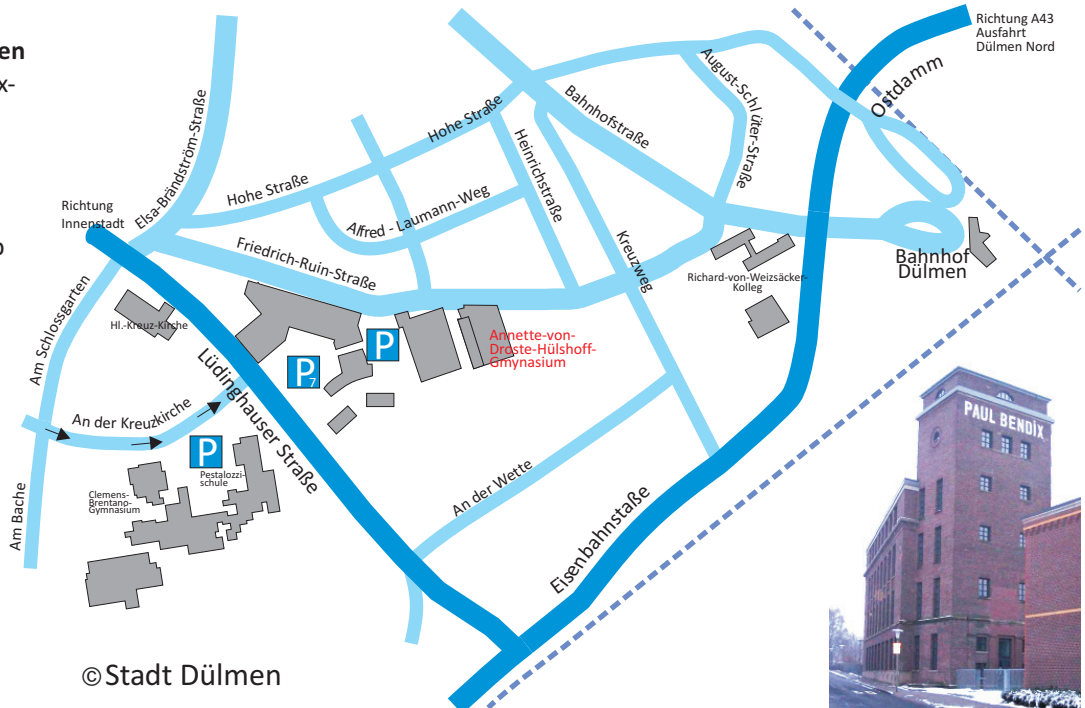 en
x-
Richtung A43
Ausfahrt
Dülmen Nord
Ostdamm
August-Schlüter-Straße
Bahnhofstraße
Hohe Straße
Heinrichstraße
Elsa-Brändström-Straße
Hohe Straße
Richtung
Innenstadt
Alfred - Laumann-Weg
Friedrich-Ruin-Straße
Kreuzweg
Bahnhof
Dülmen
Richard-von-Weizsäcker-
Kolleg
Am Schlossgarten
Hl.-Kreuz-Kirche
Annette-von-
Droste-Hülshoff-
Gmynasium
P
P7
Lüdinghauser Straße
An der Kreuzkirche
P
Pestalozzi-
schule
Clemens-
Brentano-
Gymnasium
Am Bache
An der Wette
Eisenbahnstaße
PAUL BENDIX
© Stadt Dülmen